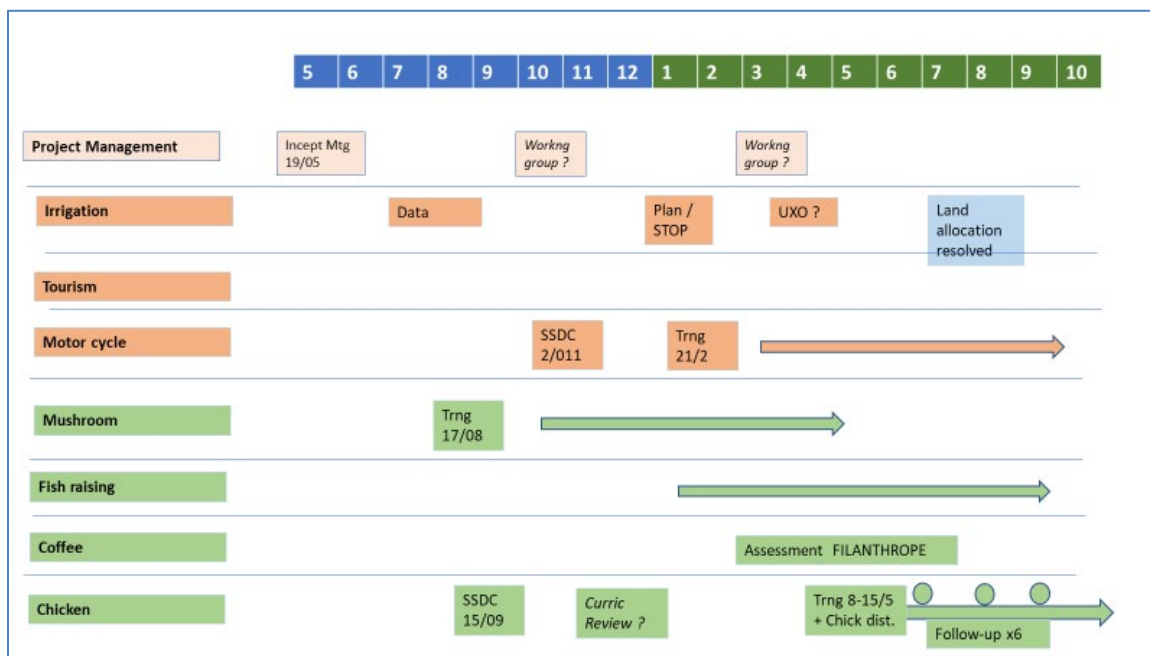 5 6 7 8 9 10 11 12 1 2 3 4 5 6 7 8 9 10
Project Management
Incept Mtg
19/05
Workng
group ?
Workng
group ?
Irrigation
Data
Plan /
STOP
UXO ?
Land
allocation
resolved
Tourism
Motor cycle
SSDC
2/011
Trng
21/2
Mushroom
Trng
17/08
Fish raising
Coffee
Assessment FILANTHROPE
Chicken
SSDC
15/09
Curric
Review ?
Trng 8-15/5
+ Chick dist.
Follow-up x6